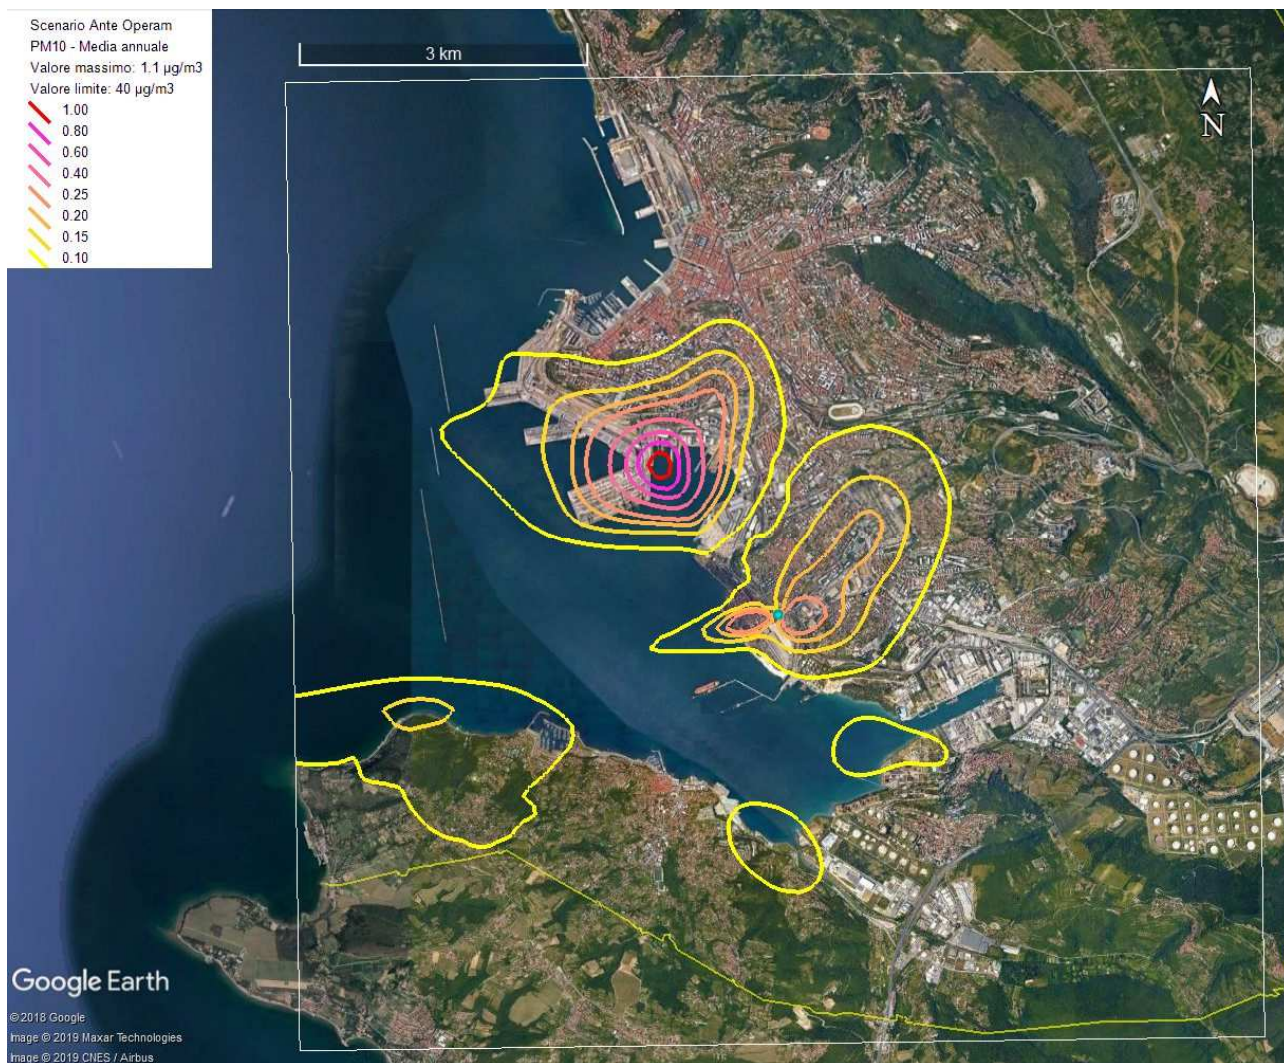 Scenario Ante Operam
PM10 - Media annuale
Valore massimo: 1.1 µg/m3
Valore limite: 40 µg/m3
1.00
0.80
0.60
0.40
0.25
0.20
0.15
0.10
3 km
N
Google Earth
© 2018 Google
Image © 2019 Maxar Technologies
Image © 2019 CNES / Airbus